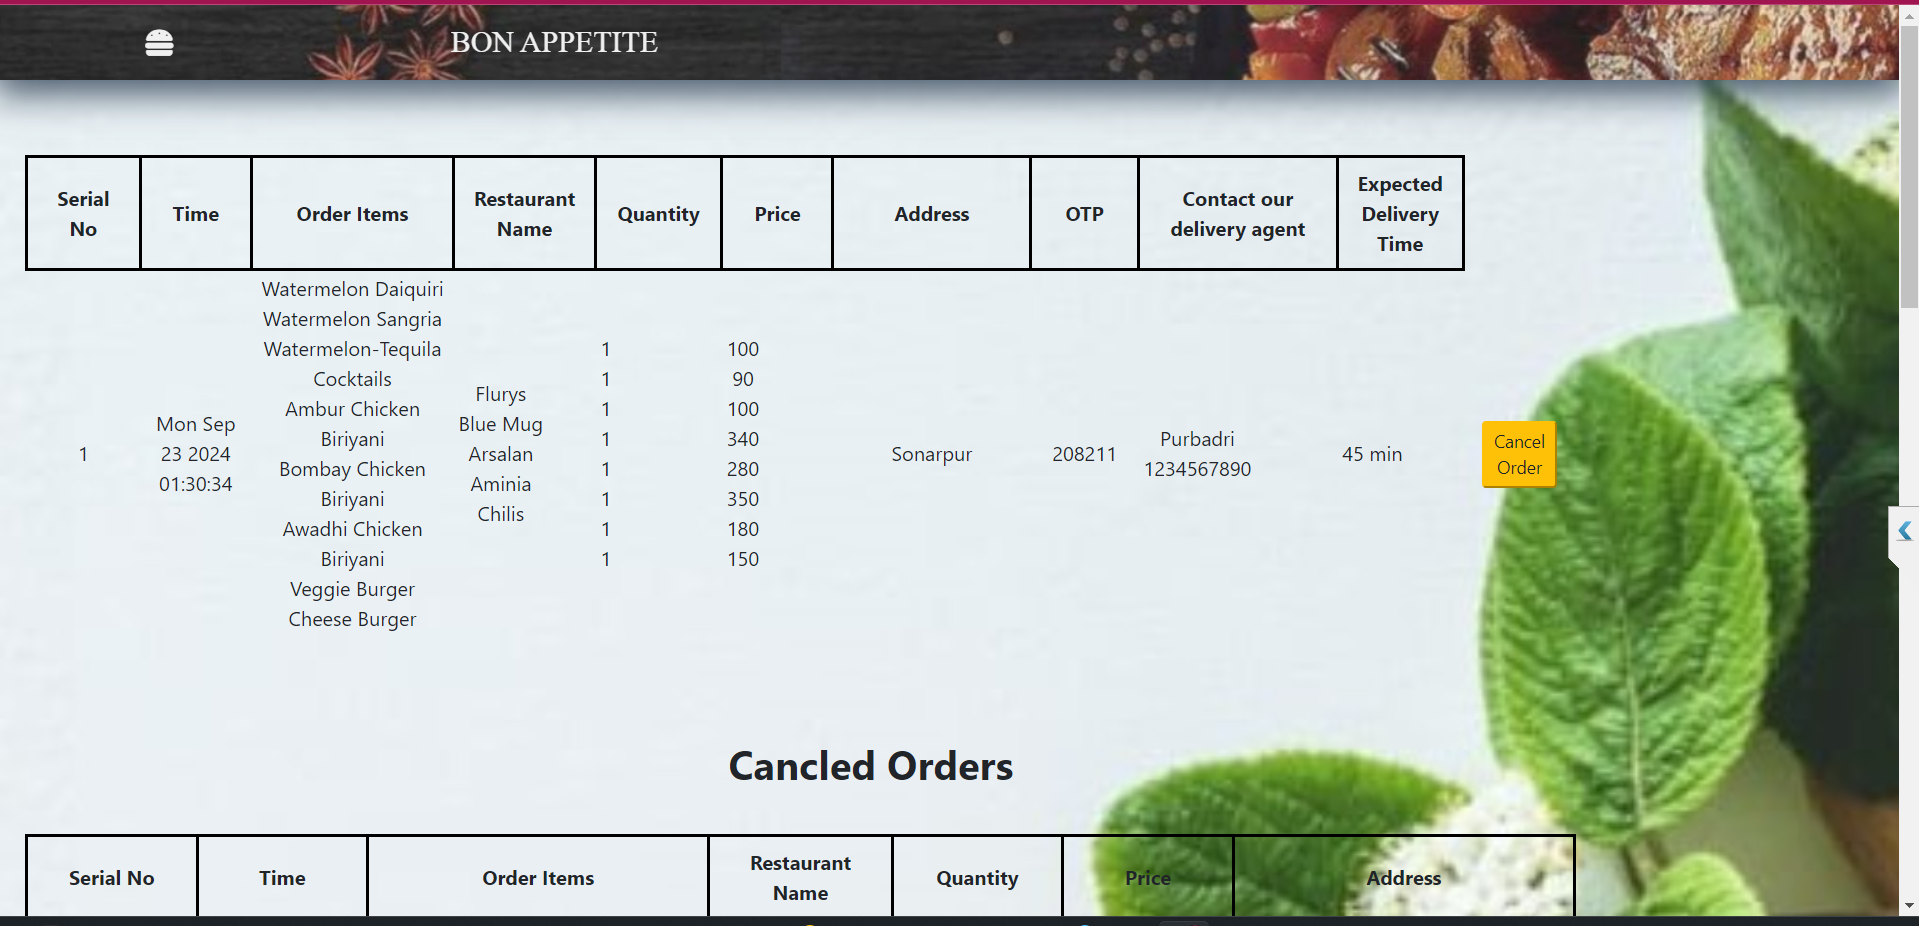 BON APPETITE
Serial
No
Time
Order Items
Restaurant
Name
Quantity
Price
Address
OTP
Contact our
delivery agent
Expected
Delivery
Time
1
Mon Sep
23 2024
01:30:34
Watermelon Daiquiri
Watermelon Sangria
Watermelon-Tequila
Cocktails
Ambur Chicken
Biriyani
Bombay Chicken
Biriyani
Awadhi Chicken
Biriyani
Veggie Burger
Cheese Burger
Flurys
Blue Mug
Arsalan
Aminia
Chilis
1
1
1
1
1
1
1
1
100
90
100
340
280
350
180
150
Sonarpur
208211
Purbadri
1234567890
45 min
Cancel
Order
Cancled Orders
Serial No
Time
Order Items
Restaurant
Name
Quantity
Price
Address